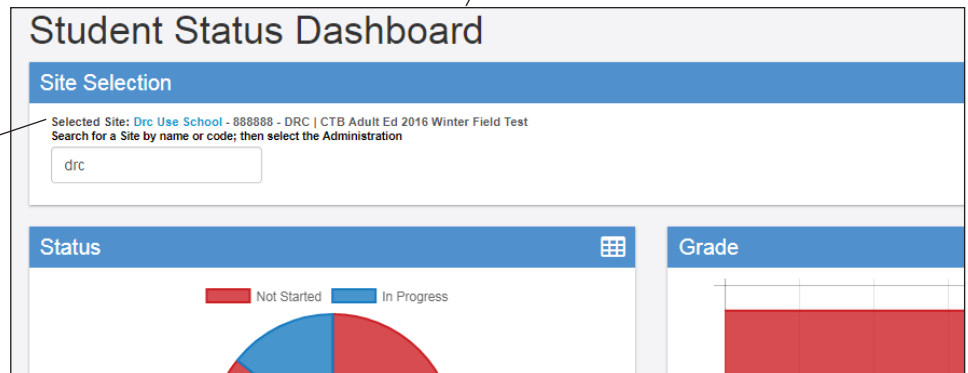 Student Status Dashboard
Site Selection
Selected Site: Drc Use School - 888888 - DRC | CTB Adult Ed 2016 Winter Field Test
Search for a Site by name or code; then select the Administration
drc
Status
Grade
Not Started In Progress